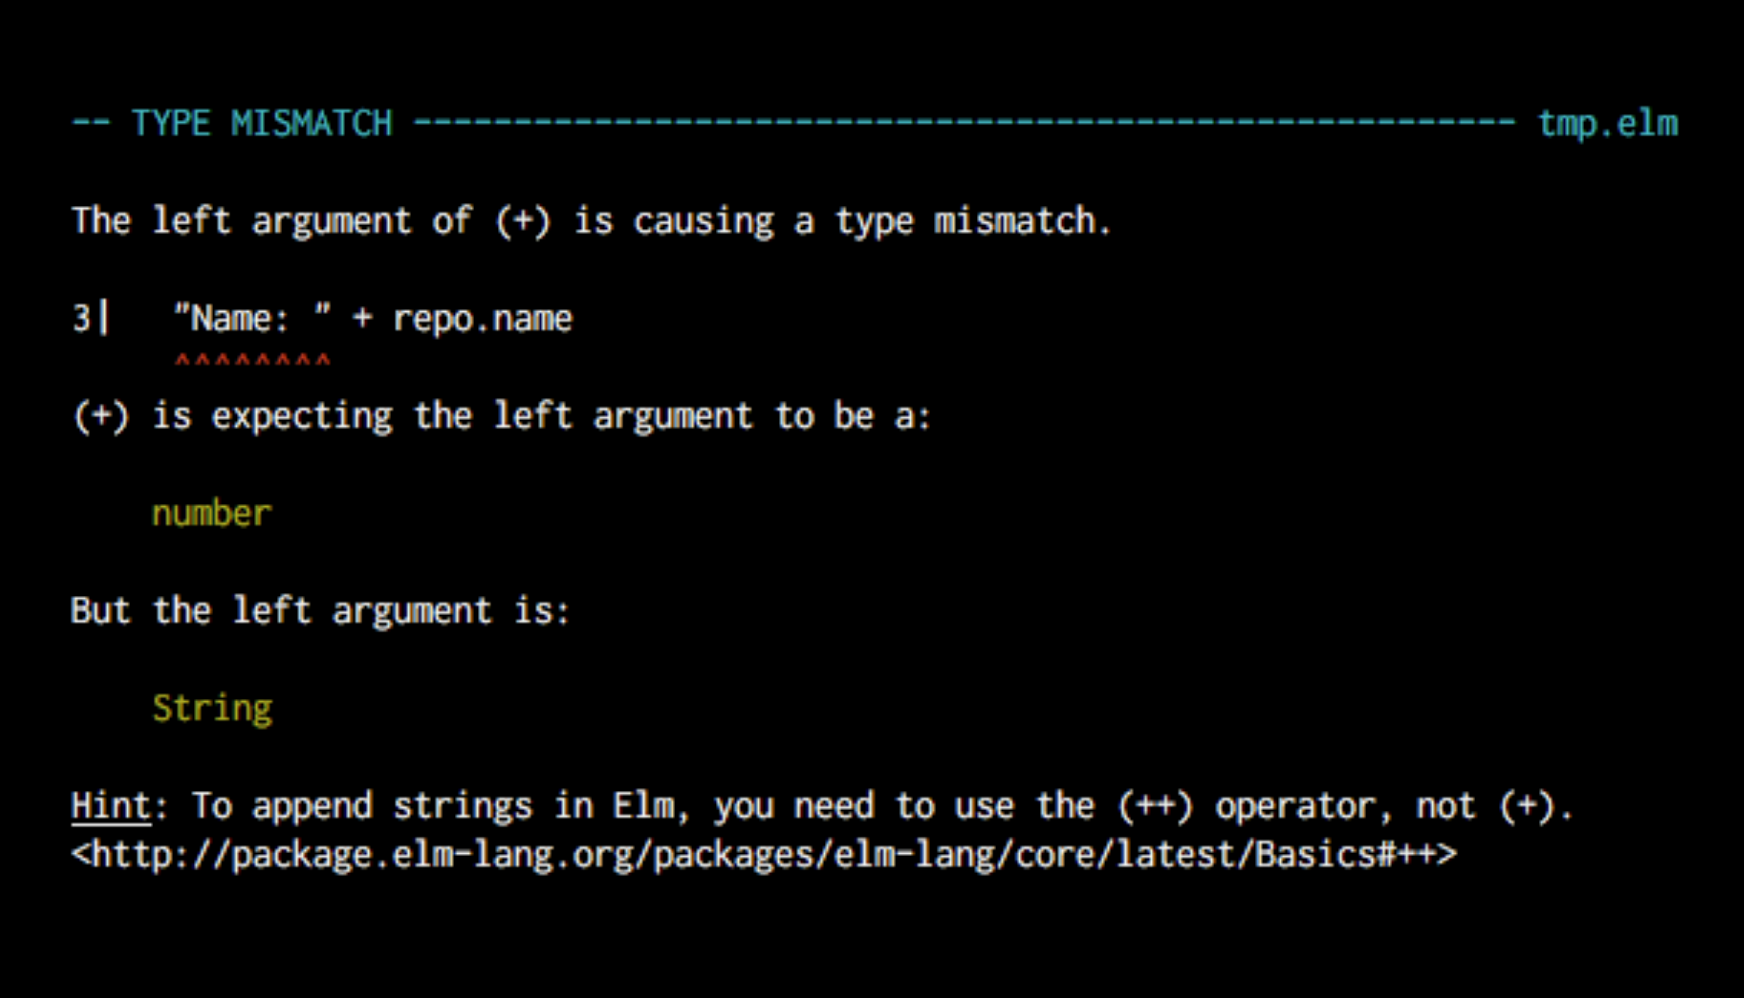 -- TYPE MISMATCH ------------------------------------------------------- tmp.elm
The left argument of (+) is causing a type mismatch.
3|   "Name: " + repo.name
     ^^^^^^^^
(+) is expecting the left argument to be a:
    number
But the left argument is:
    String
Hint: To append strings in Elm, you need to use the (++) operator, not (+).
<http://package.elm-lang.org/packages/elm-lang/core/latest/Basics#++>